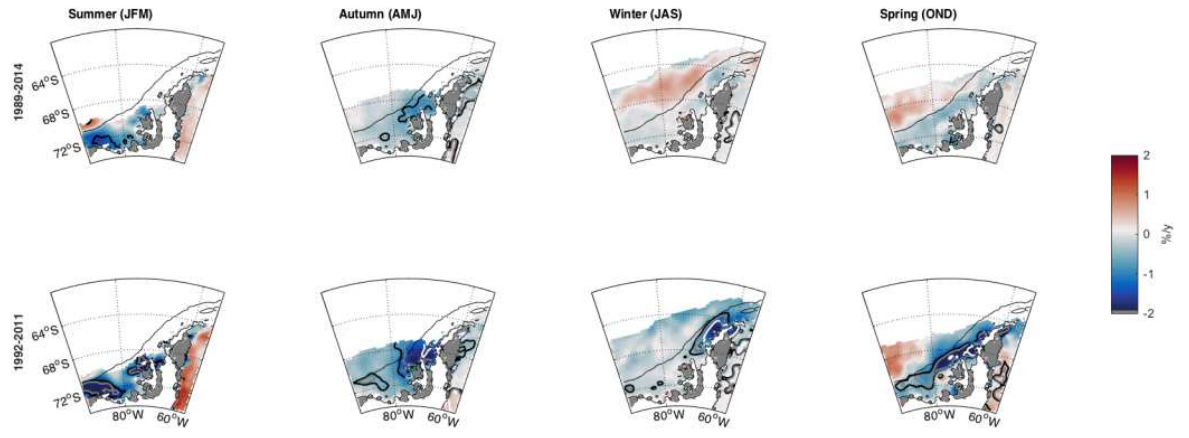 Summer (JFM)
Autumn (AMJ)
Winter (JAS)
Spring (OND)
1989-2014
64°S
68°S
72°S
2
1
0
-1
-2
%/y
1992-2011
64°S
68°S
72°S
80°W
60°W
80°W
60°W
80°W
60°W
80°W
60°W